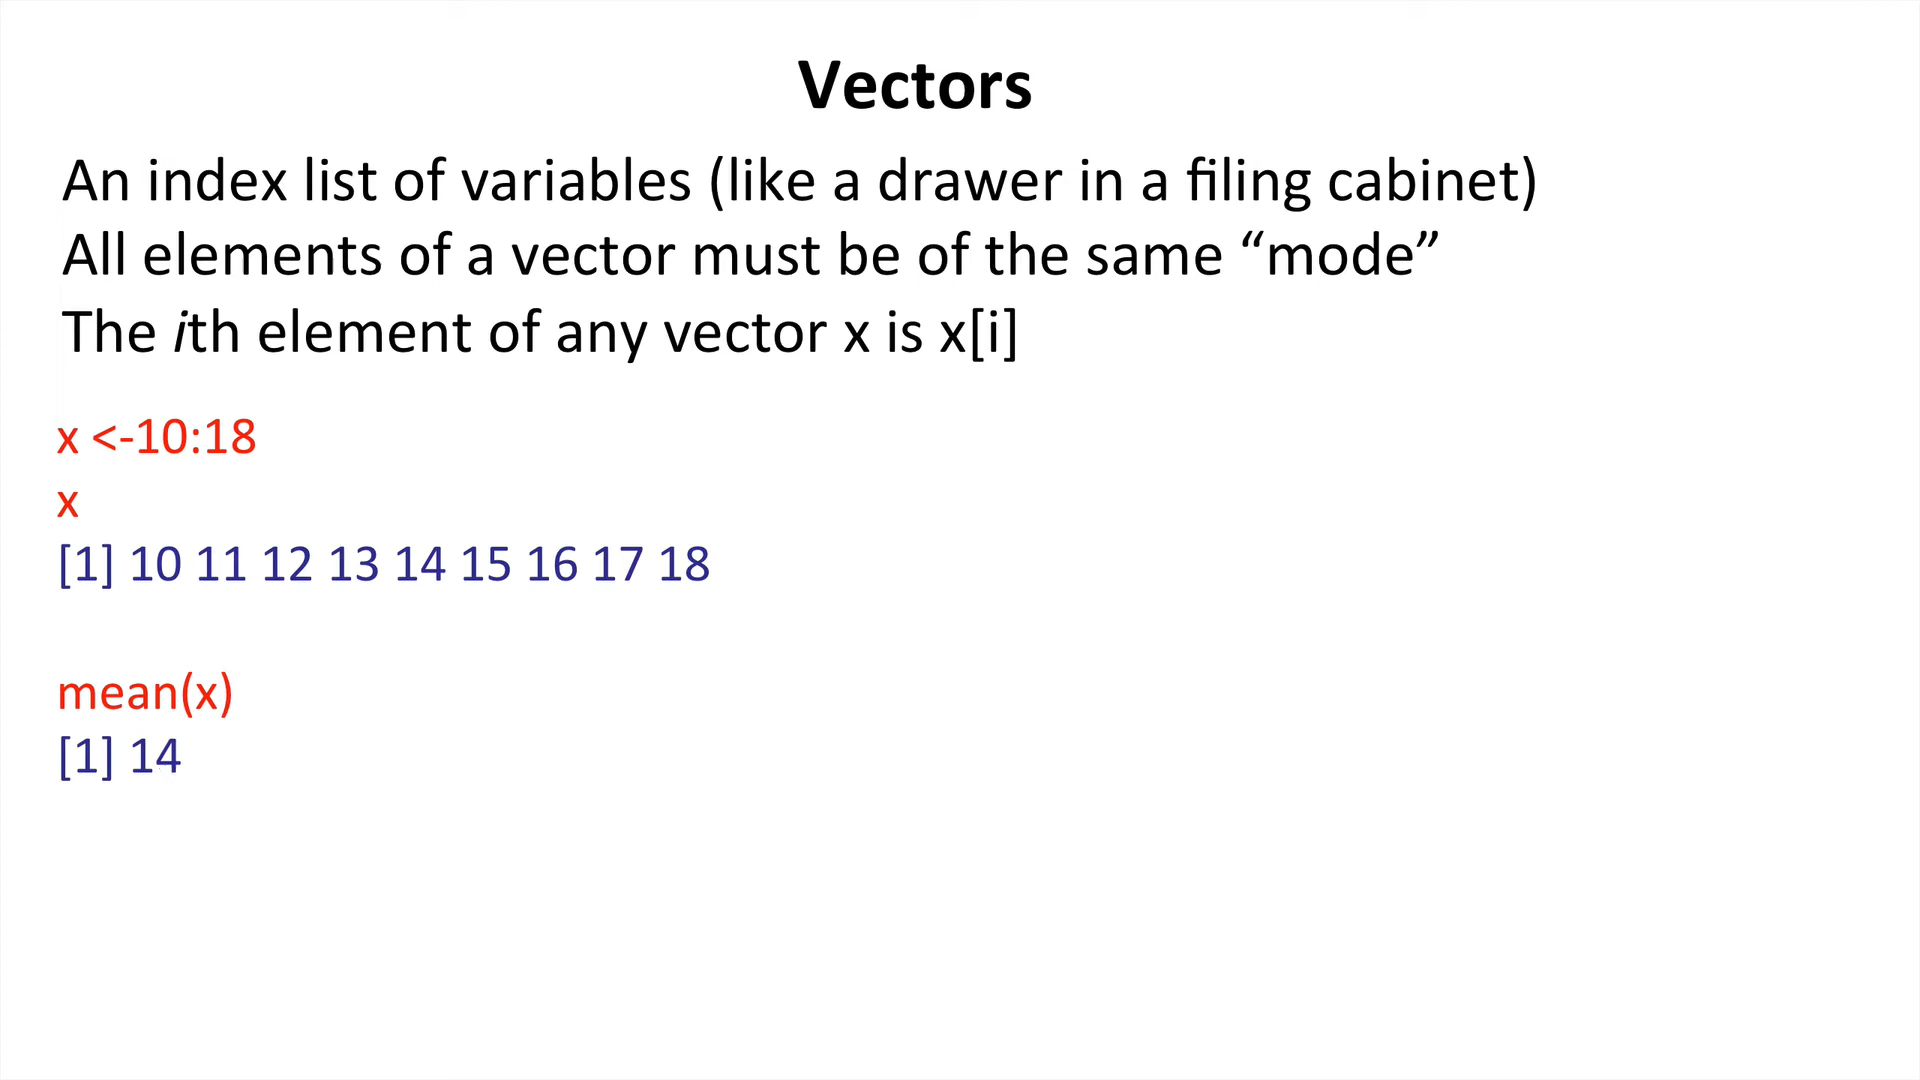 Vectors
An index list of variables (like a drawer in a filing cabinet)
All elements of a vector must be of the same “mode”
The ith element of any vector x is x[i]
x <-10:18
x
[1] 10 11 12 13 14 15 16 17 18
mean(x)
[1] 14